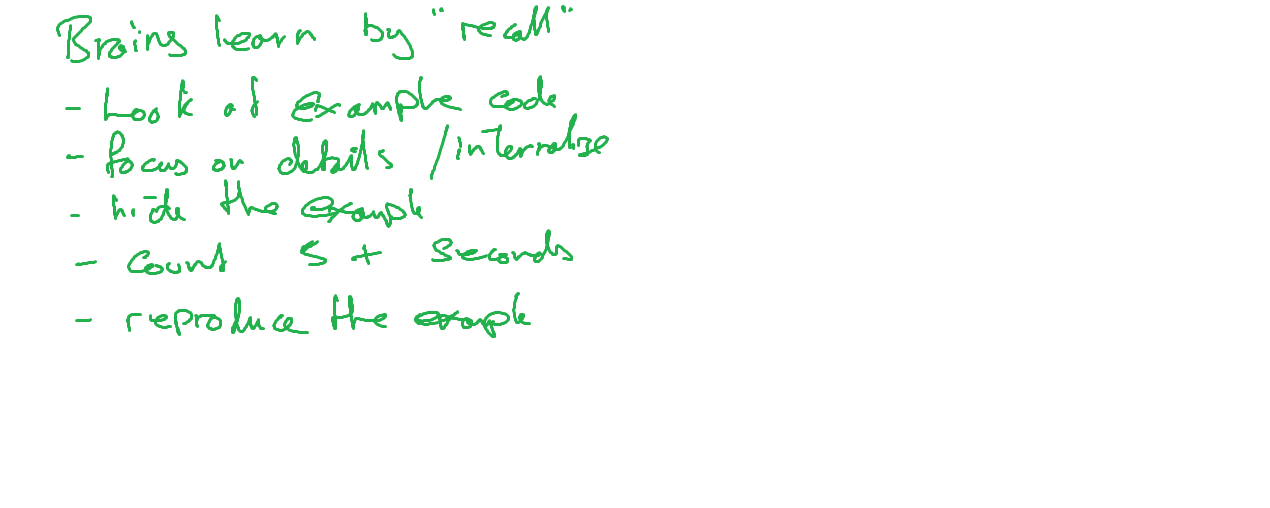 Brains learn by "recall"
- Look at example code
- focus on details / internalize
- hide the example
- count 5+ seconds
- reproduce the example